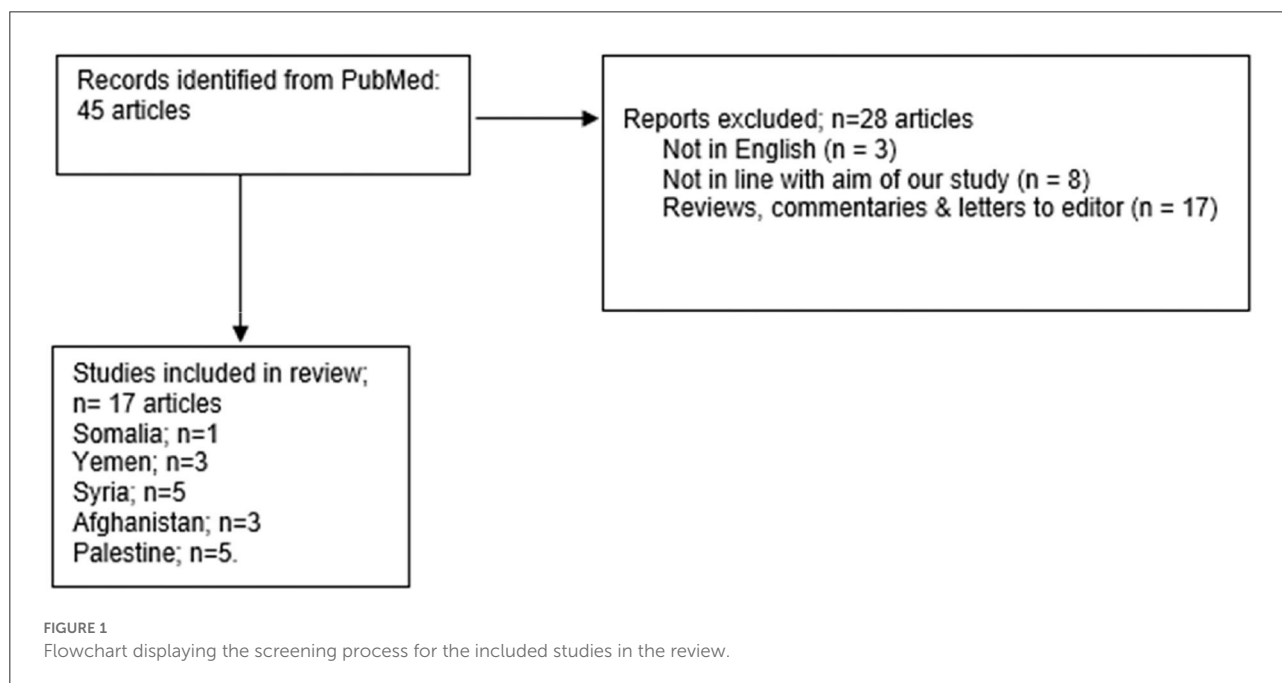 Records identified from PubMed:
45 articles
Reports excluded; n=28 articles
Not in English (n = 3)
Not in line with aim of our study (n = 8)
Reviews, commentaries & letters to editor (n = 17)
Studies included in review;
n= 17 articles
Somalia; n=1
Yemen; n=3
Syria; n=5
Afghanistan; n=3
Palestine; n=5.
FIGURE 1
Flowchart displaying the screening process for the included studies in the review.